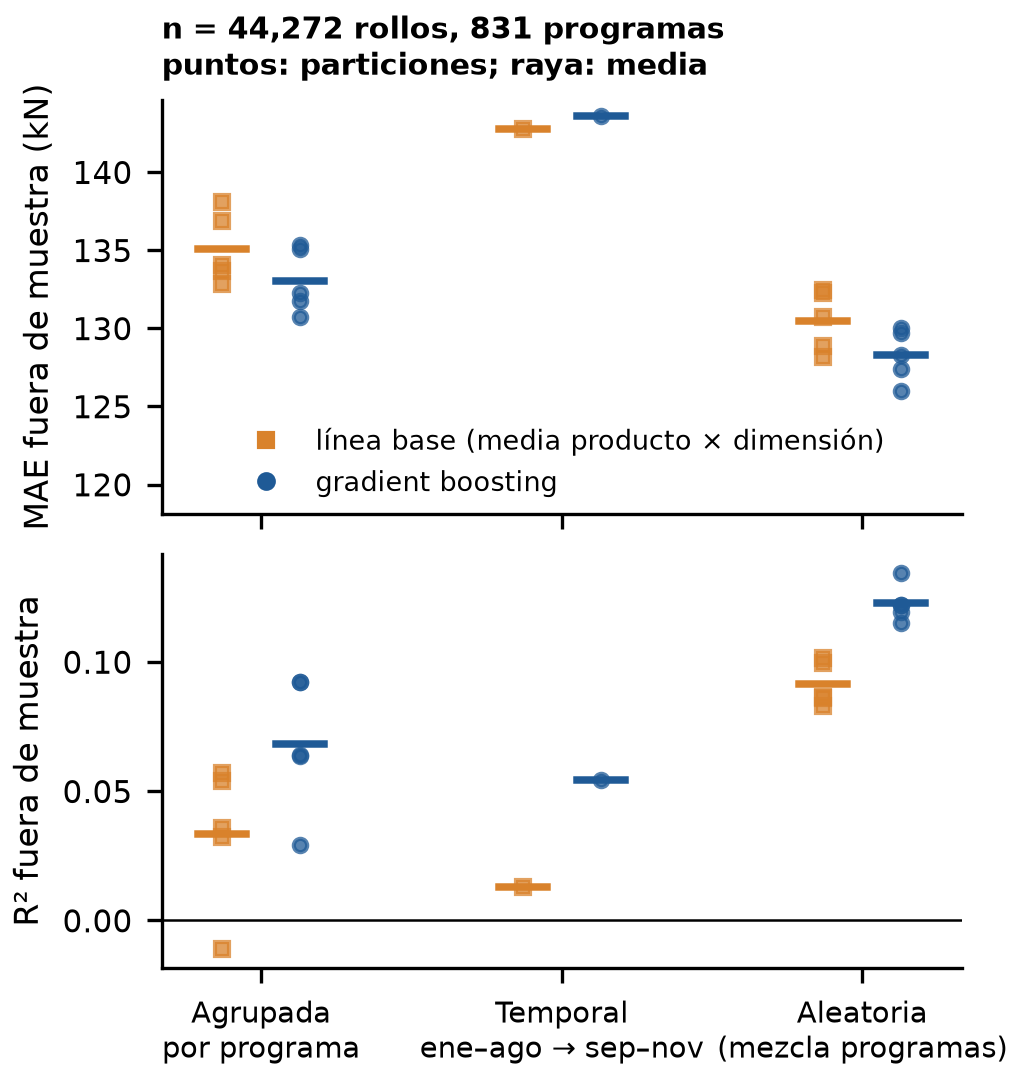 n = 44,272 rollos, 831 programas
puntos: particiones; raya: media
MAE fuera de muestra (kN)
140
135
130
125
120
línea base (media producto × dimensión)
gradient boosting
R² fuera de muestra
0.10
0.05
0.00
Agrupada
por programa
Temporal
ene–ago → sep–nov
Aleatoria
(mezcla programas)